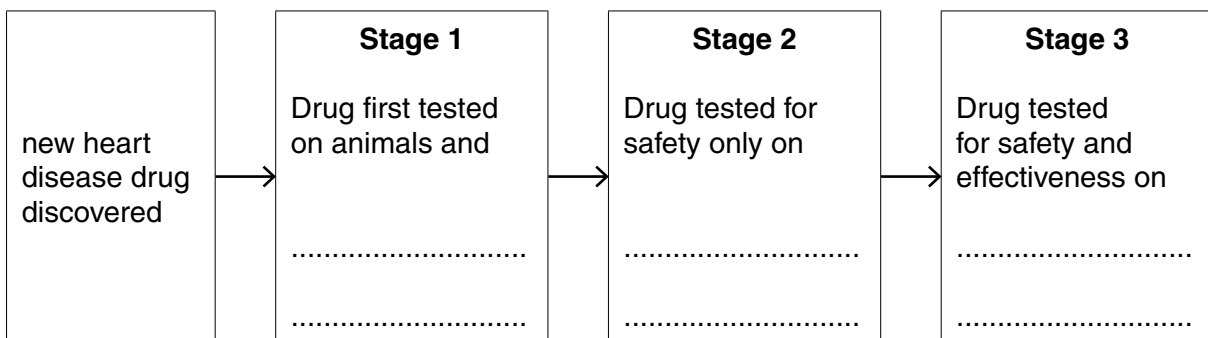 new heart
disease drug
discovered
Stage 1
Drug first tested
on animals and
.............................
.............................
Stage 2
Drug tested for
safety only on
.............................
.............................
Stage 3
Drug tested
for safety and
effectiveness on
.............................
.............................